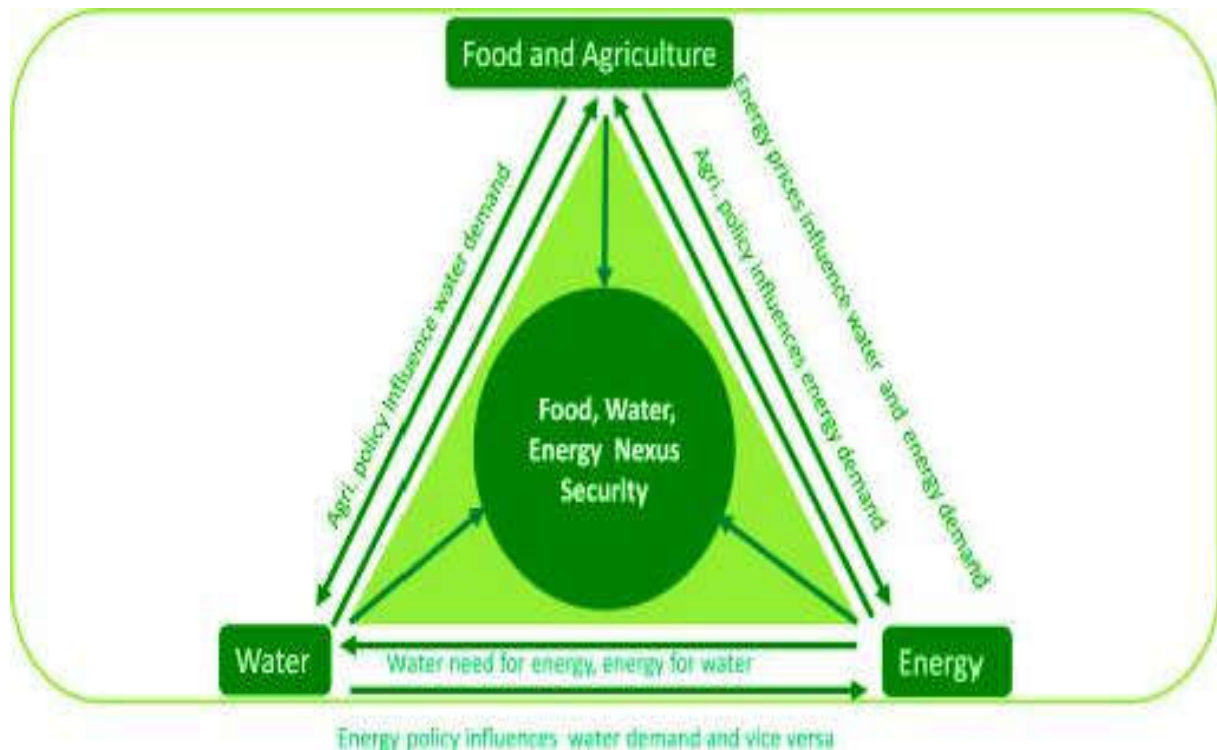 Food and Agriculture
Agri. policy influence water demand
Agri. policy influences energy demand
Energy prices influence water and energy demand
Food, Water,
Energy Nexus
Security
Water
Water need for energy, energy for water
Energy
Energy policy influences water demand and vice versa